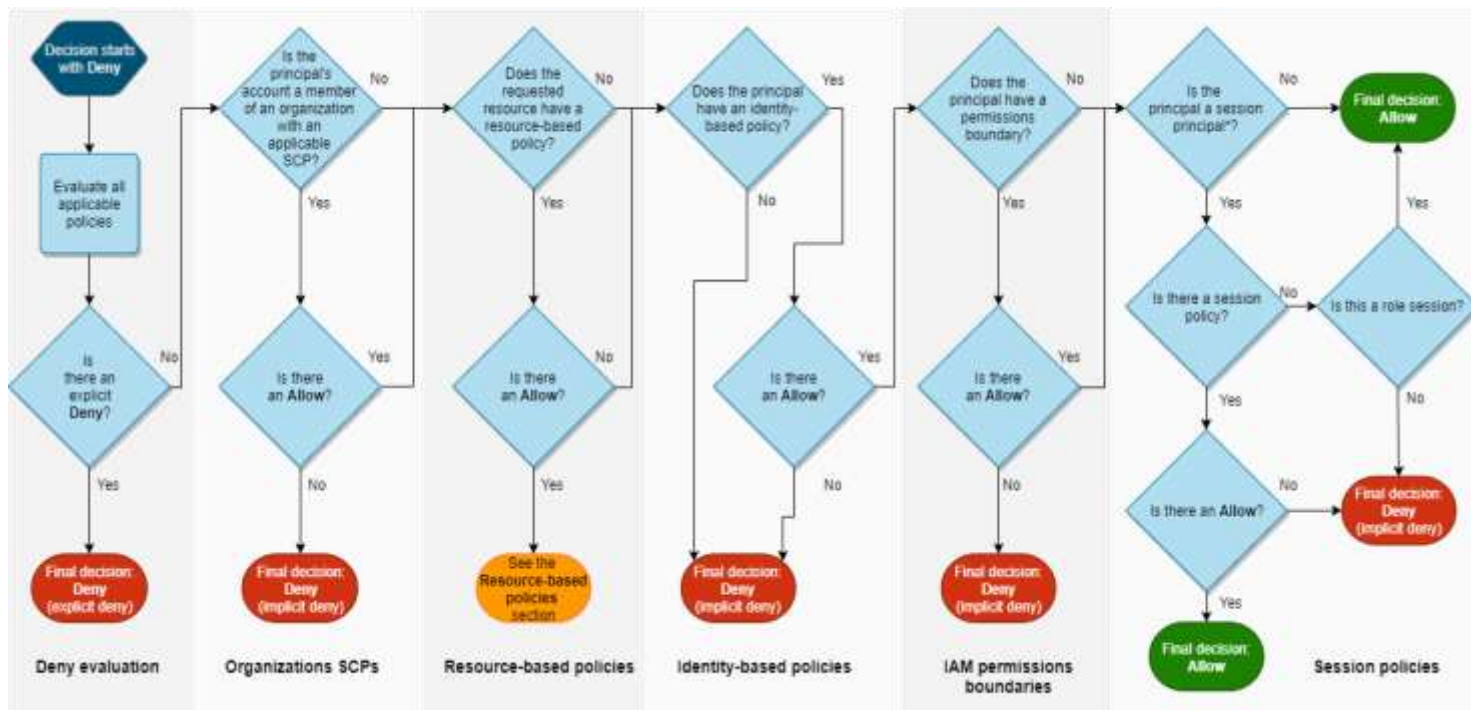 Decision starts
with Deny
Evaluate all
applicable
policies
Is
there an
explicit
Deny?
No
Yes
Final decision:
Deny
(explicit deny)
Deny evaluation
Is the
principal's
account a member
of an organization
with an
applicable
SCP?
No
Yes
Is there
an Allow?
Yes
No
Final decision:
Deny
(implicit deny)
Organizations SCPs
Does the
requested
resource have a
resource-based
policy?
No
Yes
Is there
an Allow?
No
Yes
See the
Resource-based
policies
section
Resource-based policies
Does the principal
have an identity-
based policy?
Yes
No
Is there
an Allow?
Yes
No
Final decision:
Deny
(implicit deny)
Identity-based policies
Does the
principal have a
permissions
boundary?
No
Yes
Is there
an Allow?
Yes
No
Final decision:
Deny
(implicit deny)
IAM permissions
boundaries
Is the
principal a session
principal*?
No
Final decision:
Allow
Yes
Yes
Is there a session
policy?
No
Is this a role session?
Yes
No
Is there an Allow?
No
Final decision:
Deny
(implicit deny)
Yes
Final decision:
Allow
Session policies